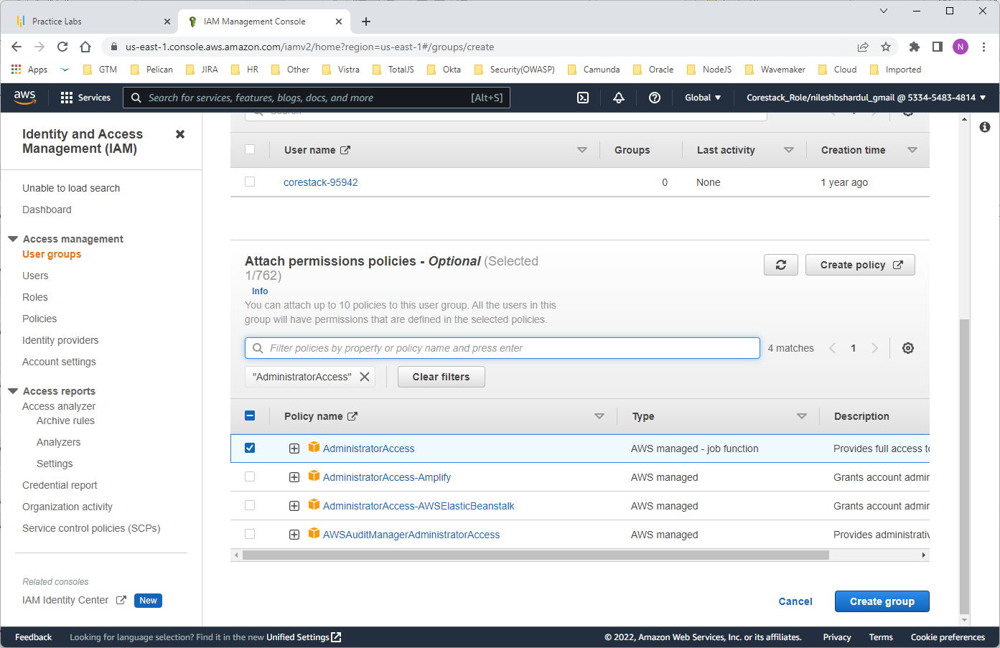 Practice Labs
IAM Management Console
us-east-1.console.aws.amazon.com/iamv2/home?region=us-east-1#/groups/create
N
Apps
GTM
Pelican
JIRA
HR
Other
Vistra
TotalJS
Okta
Security(OWASP)
Camunda
Oracle
NodeJS
Wavemaker
Cloud
Imported
aws
Services
Search for services, features, blogs, docs, and more
[Alt+S]
Global
Corestack_Role/nileshbshardul_gmail @ 5334-5483-4814
Identity and Access
Management (IAM)
Unable to load search
Dashboard
Access management
User groups
Users
Roles
Policies
Identity providers
Account settings
Access reports
Access analyzer
Archive rules
Analyzers
Settings
Credential report
Organization activity
Service control policies (SCPs)
Related consoles
IAM Identity Center
New
Search
1
User name
Groups
Last activity
Creation time
corestack-95942
0
None
1 year ago
Attach permissions policies - Optional (Selected
1/762)
Info
You can attach up to 10 policies to this user group. All the users in this
group will have permissions that are defined in the selected policies.
Create policy
Filter policies by property or policy name and press enter
4 matches
1
"AdministratorAccess"
Clear filters
Policy name
Type
Description
AdministratorAccess
AWS managed - job function
Provides full access to
AdministratorAccess-Amplify
AWS managed
Grants account admin
AdministratorAccess-AWSElasticBeanstalk
AWS managed
Grants account admin
AWSAuditManagerAdministratorAccess
AWS managed
Provides administrativ
Cancel
Create group
Feedback
Looking for language selection? Find it in the new Unified Settings
© 2022, Amazon Web Services, Inc. or its affiliates.
Privacy
Terms
Cookie preferences